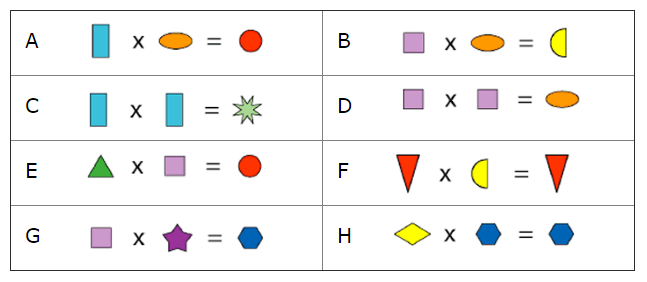 A x =
B x =
C x =
D x =
E x =
F x =
G x =
H x =